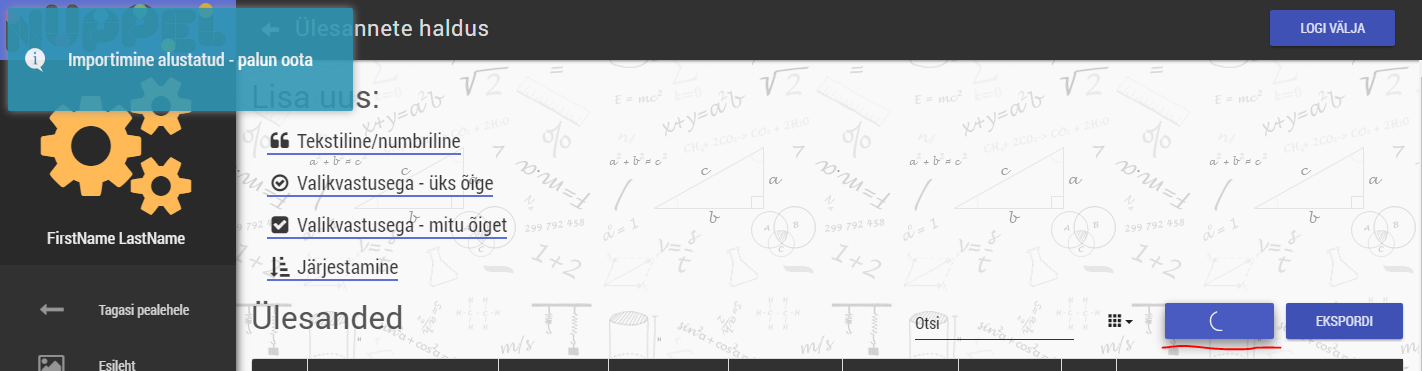 NUPPEL
Ülesannete haldus
LOGI VÄLJA
Importimine alustatud - palun oota
Lisa uus:
Tekstiline/numbriline
Valikvastusega - üks õige
Valikvastusega - mitu õiget
Järjestamine
FirstName LastName
Tagasi pealehele
Esileht
Ülesanded
Otsi
EKSPORDI